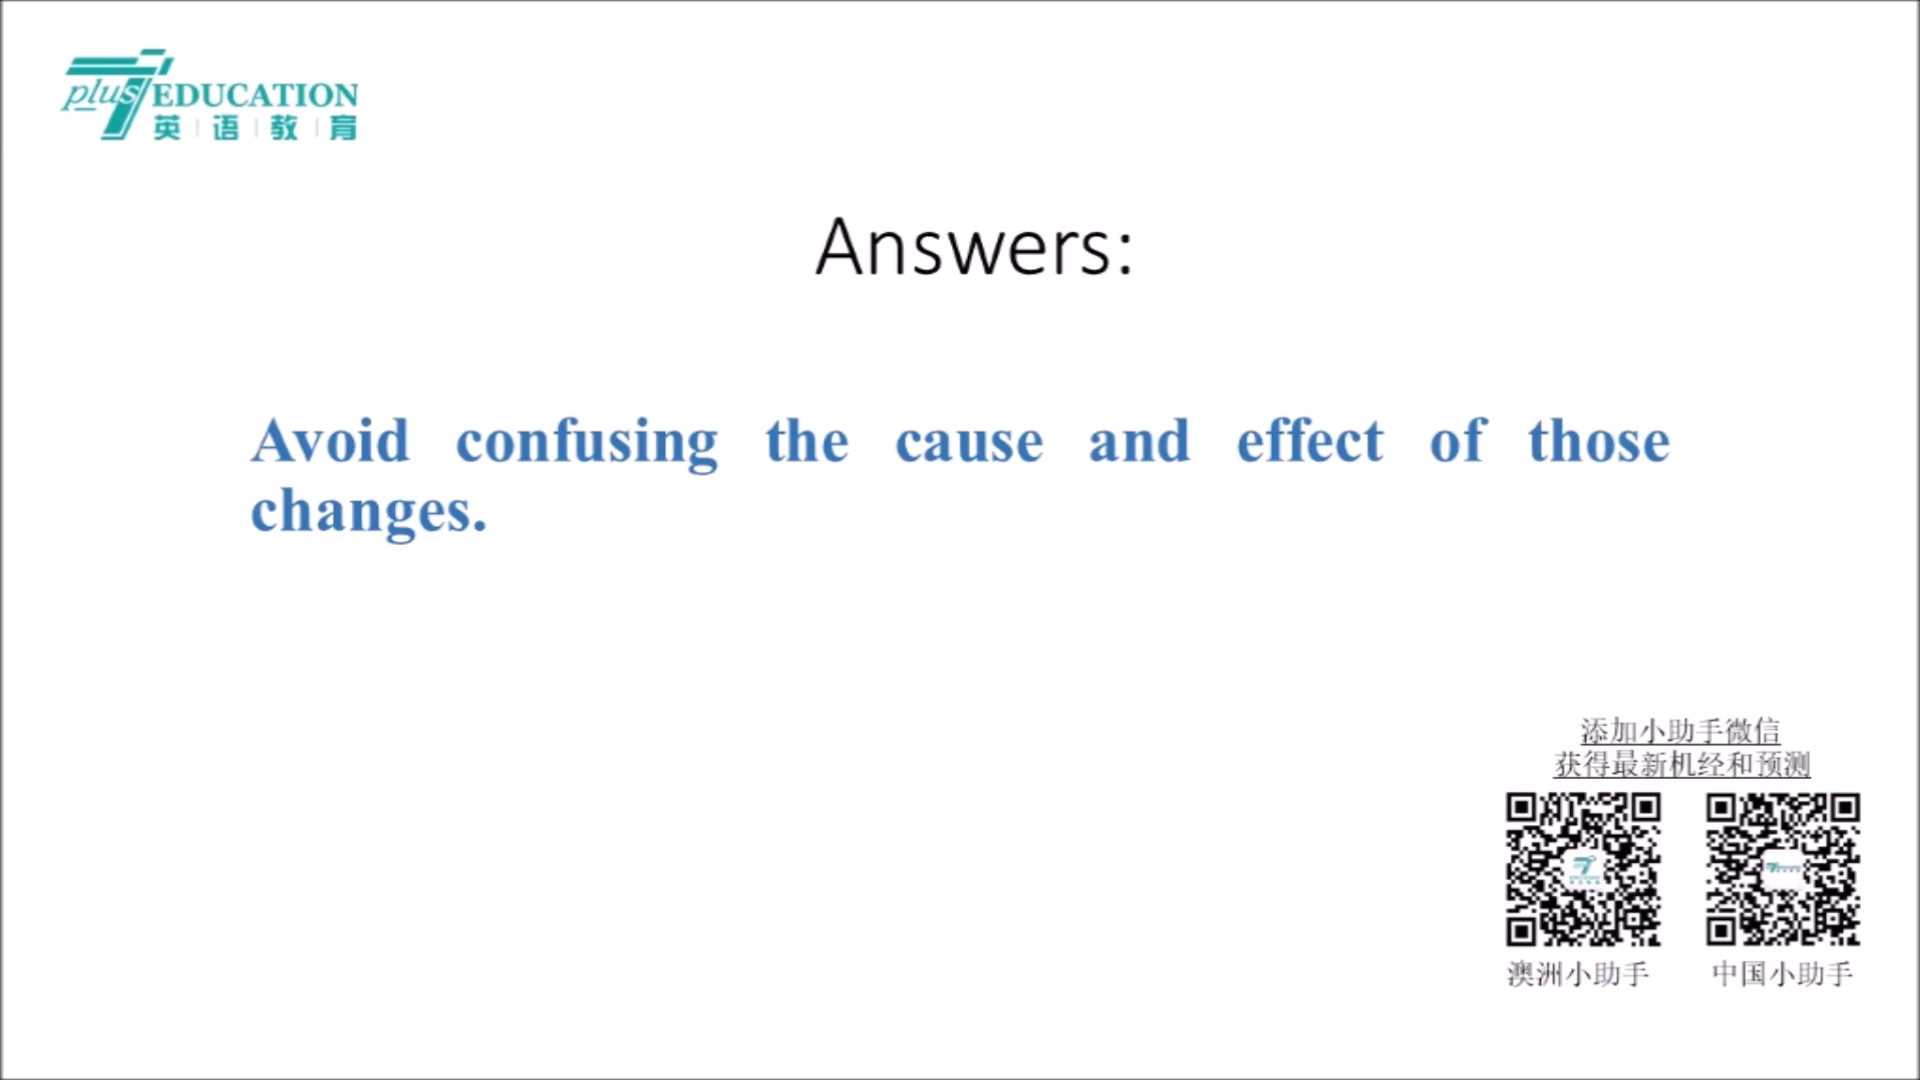 plus 7 EDUCATION
英语教育
Answers:
Avoid confusing the cause and effect of those
changes.
添加小助手微信
获得最新机经和预测
澳洲小助手
中国小助手